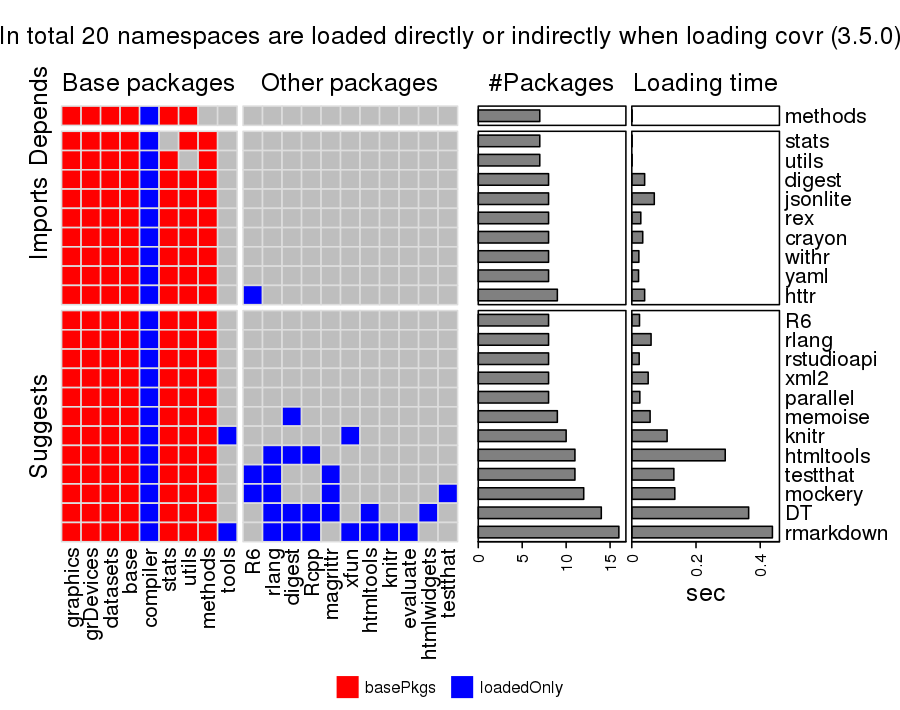 In total 20 namespaces are loaded directly or indirectly when loading covr (3.5.0)
Base packages
Other packages
#Packages
Loading time
Depends
Imports
Suggests
methods
stats
utils
digest
jsonlite
rex
crayon
withr
yaml
httr
R6
rlang
rstudioapi
xml2
parallel
memoise
knitr
htmltools
testthat
mockery
DT
rmarkdown
graphics
grDevices
datasets
base
compiler
stats
utils
methods
tools
R6
rlang
digest
Rcpp
magrittr
xfun
htmltools
knitr
evaluate
htmlwidgets
testthat
0
5
10
15
0
0.2
0.4
sec
basePkgs
loadedOnly